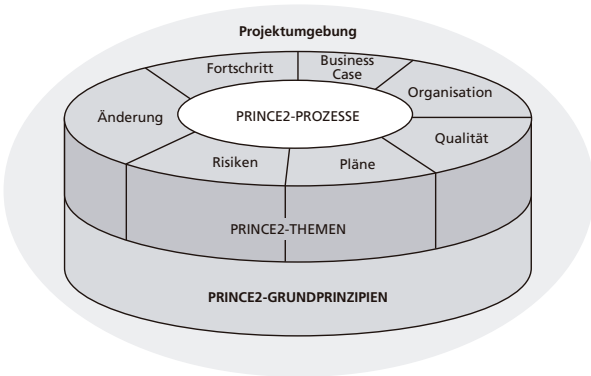 Projektumgebung
Fortschritt
Business
Case
Organisation
Änderung
PRINCE2-PROZESSE
Qualität
Risiken
Pläne
PRINCE2-THEMEN
PRINCE2-GRUNDPRINZIPIEN